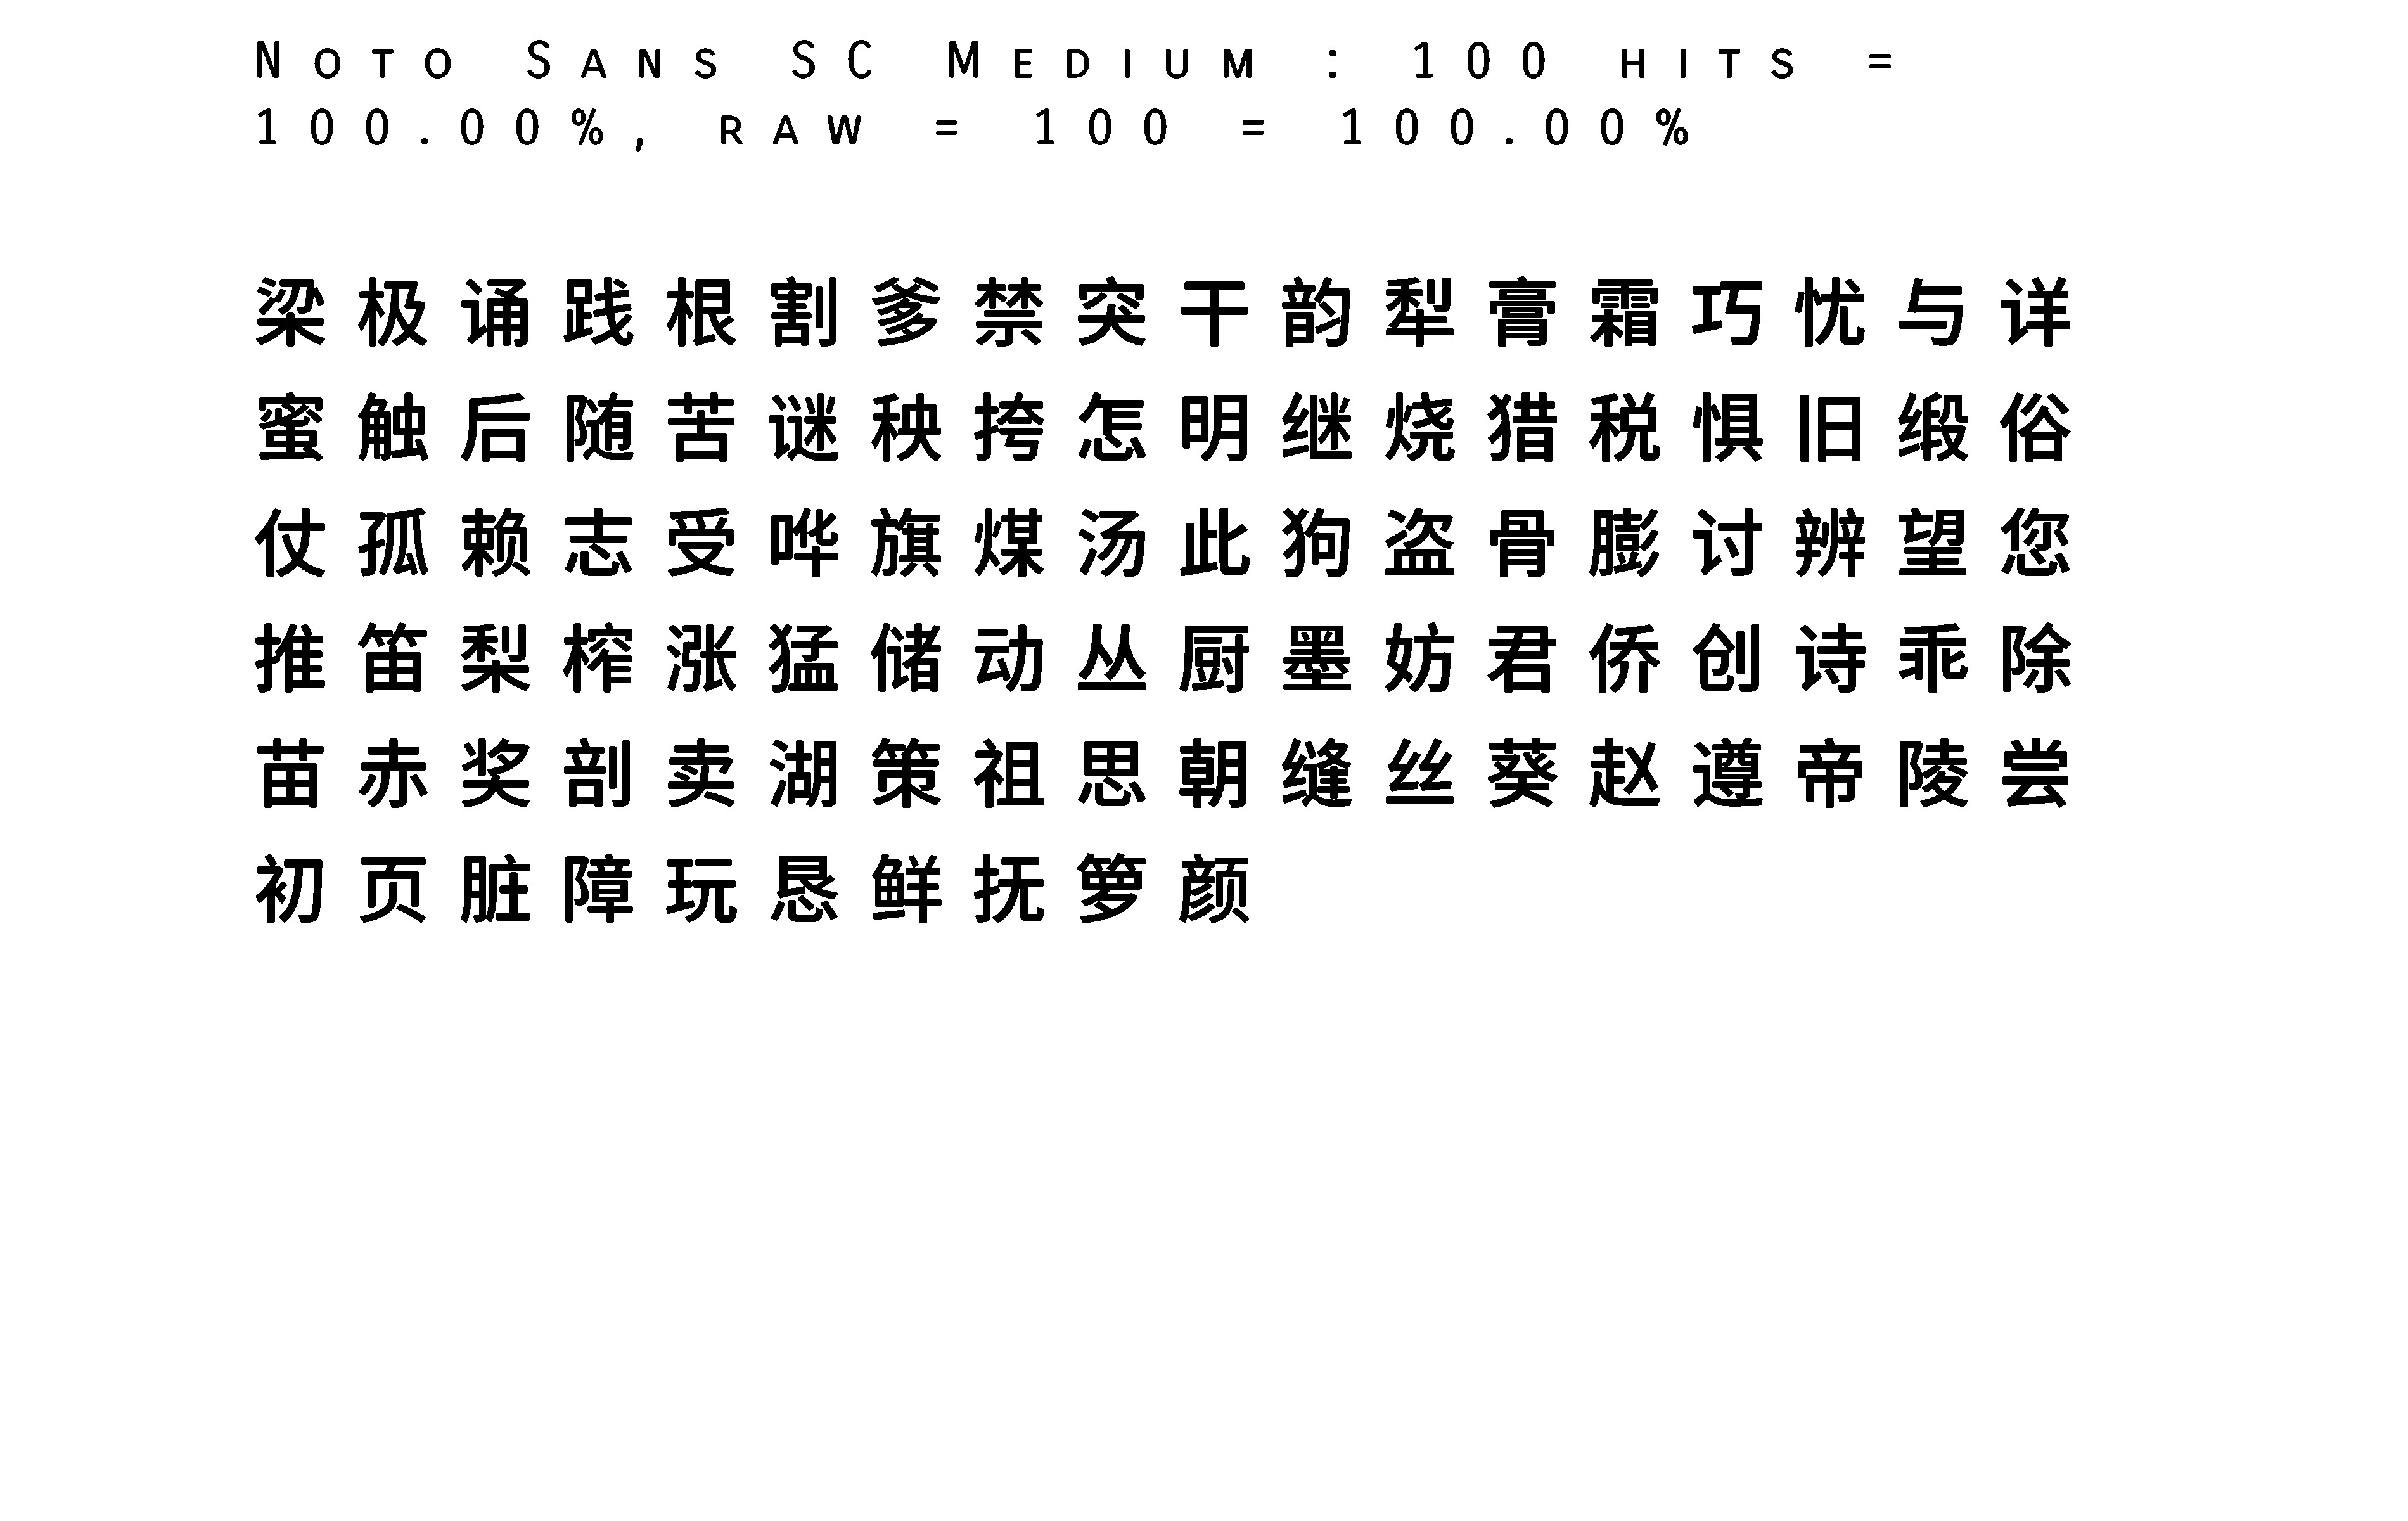 Noto Sans SC Medium : 100 hits =
100.00%, raw = 100 = 100.00%
梁极诵践根割爹禁突干韵犁膏霜巧忧与详
蜜触后随苦谜秧挎怎明继烧猎税惧旧缎俗
仗孤赖志受哗旗煤汤此狗盗骨膨讨辨望您
推笛梨榨涨猛储动丛厨墨妨君侨创诗乖除
苗赤奖剖卖湖策祖思朝缝丝葵赵遵帝陵尝
初页脏障玩恳鲜抚箩颜